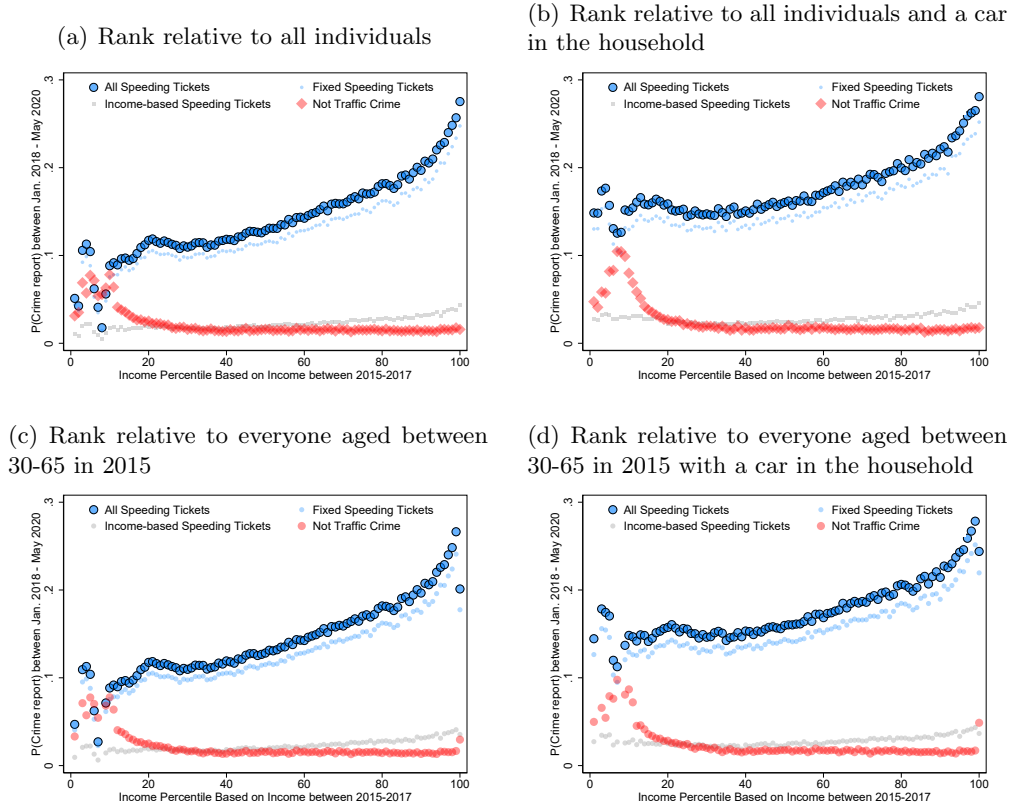 (a) Rank relative to all individuals
(b) Rank relative to all individuals and a car
in the household
P(Crime report) between Jan. 2018 - May 2020
.3
.2
.1
0
All Speeding Tickets
Fixed Speeding Tickets
Income-based Speeding Tickets
Not Traffic Crime
0 20 40 60 80 100
Income Percentile Based on Income between 2015-2017
P(Crime report) between Jan. 2018 - May 2020
.3
.2
.1
0
All Speeding Tickets
Fixed Speeding Tickets
Income-based Speeding Tickets
Not Traffic Crime
0 20 40 60 80 100
Income Percentile Based on Income between 2015-2017
(c) Rank relative to everyone aged between
30-65 in 2015
(d) Rank relative to everyone aged between
30-65 in 2015 with a car in the household
P(Crime report) between Jan. 2018 - May 2020
.3
.2
.1
0
All Speeding Tickets
Fixed Speeding Tickets
Income-based Speeding Tickets
Not Traffic Crime
0 20 40 60 80 100
Income Percentile Based on Income between 2015-2017
P(Crime report) between Jan. 2018 - May 2020
.3
.2
.1
0
All Speeding Tickets
Fixed Speeding Tickets
Income-based Speeding Tickets
Not Traffic Crime
0 20 40 60 80 100
Income Percentile Based on Income between 2015-2017